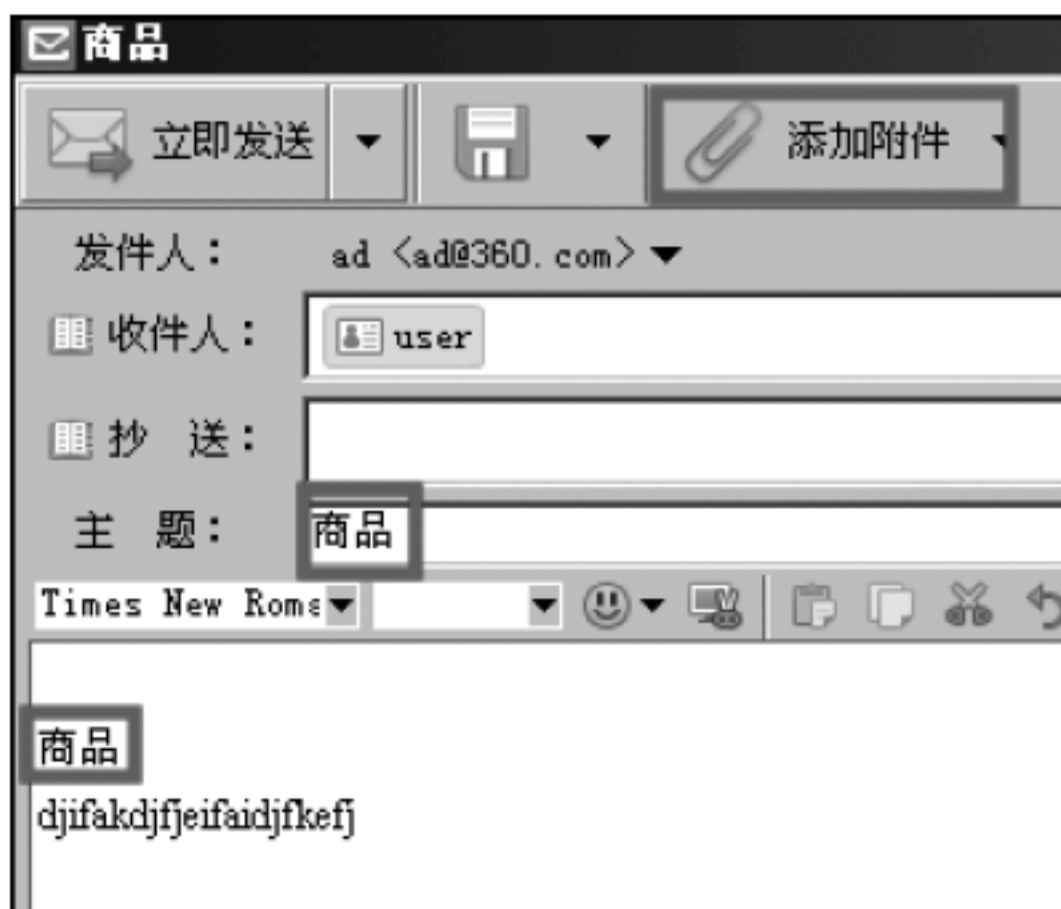 商品
立即发送 添加附件
发件人： ad <ad@360.com>
收件人： user
抄 送：
主 题： 商品
Times New Roma
商品
djifakdjfjeifaidjfkefj